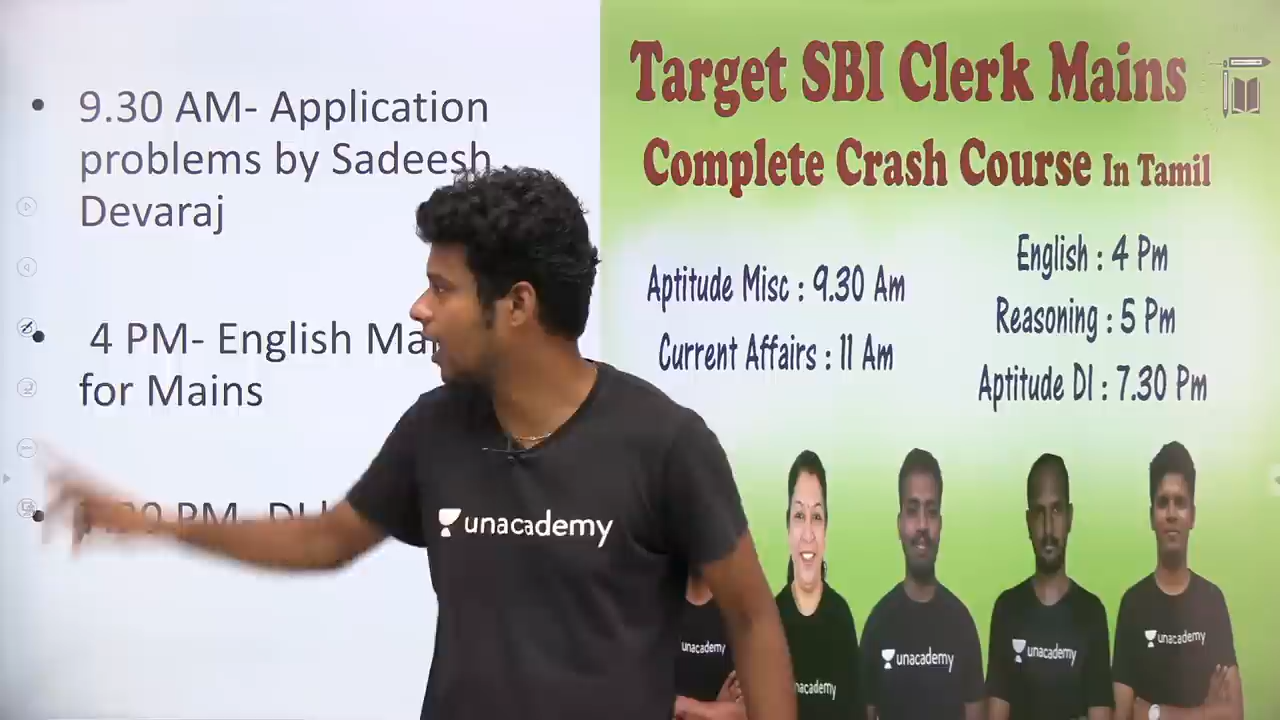 9.30 AM- Application
problems by Sadeesh
Devaraj
4 PM- English
for Mains
PM- DI
Target SBI Clerk Mains
Complete Crash Course In Tamil
Aptitude Misc : 9.30 Am
Current Affairs : 11 Am
English : 4 Pm
Reasoning : 5 Pm
Aptitude DI : 7.30 Pm
unacademy
unacademy
unacademy
unacademy
unacademy
unacademy